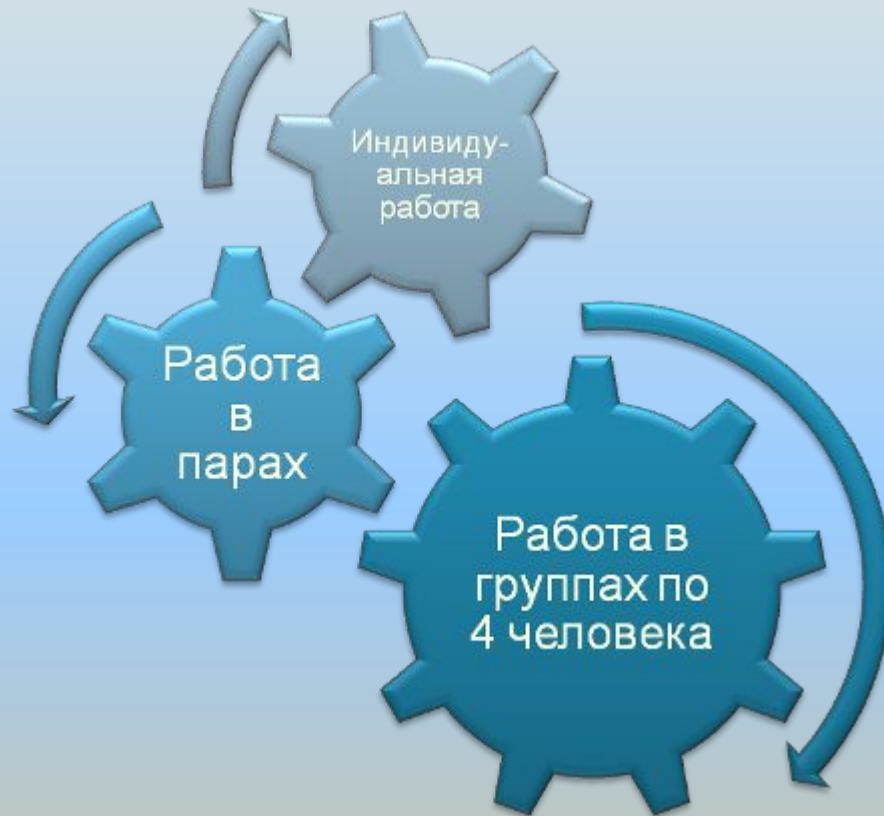 Индивиду-
альная
работа
Работа
в
парах
Работа в
группах по
4 человека